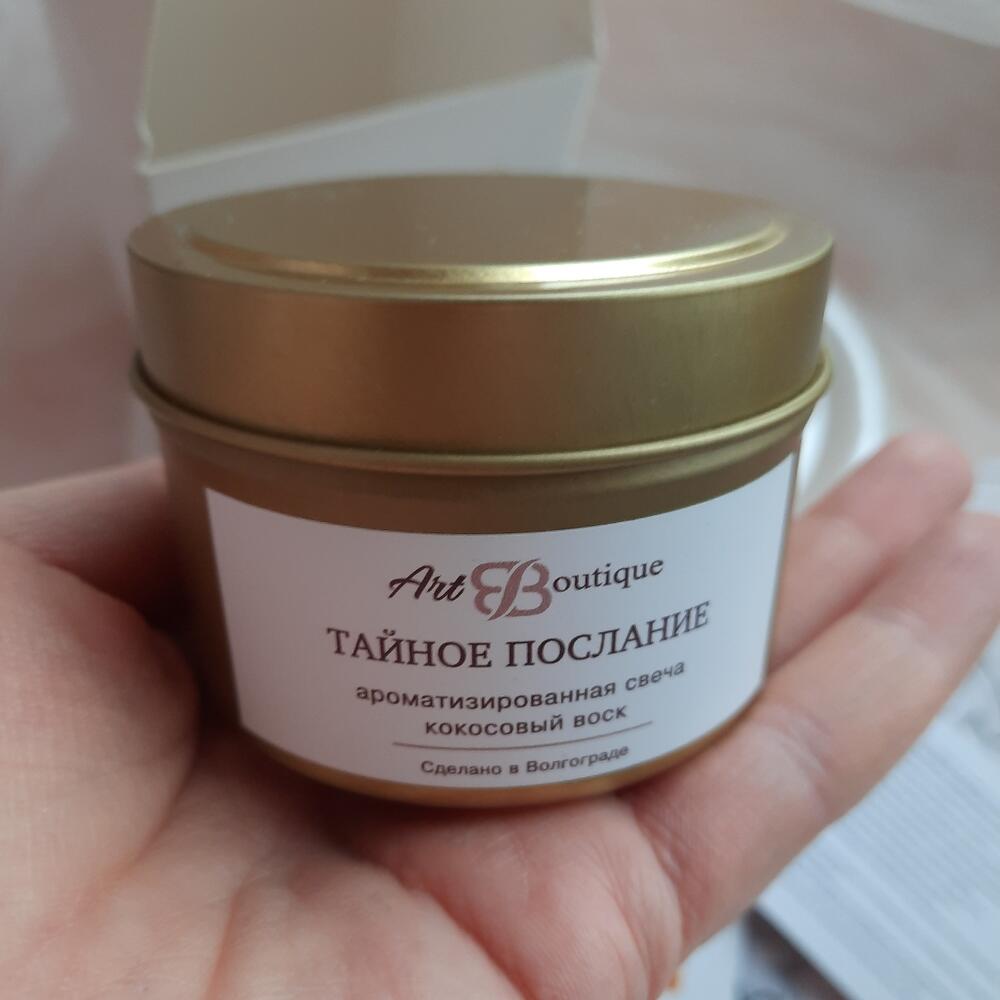 Art Boutique
ТАЙНОЕ ПОСЛАНИЕ
ароматизированная свеча
кокосовый воск
Сделано в Волгограде